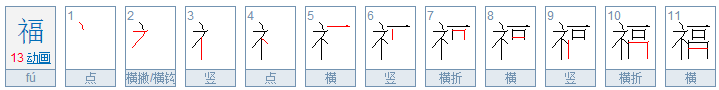 福 1 2 3 4 5 6 7 8 9 10 11
13 动画
fú 点 横撇/横钩 竖 点 横 竖 横折 横 竖 横折 横